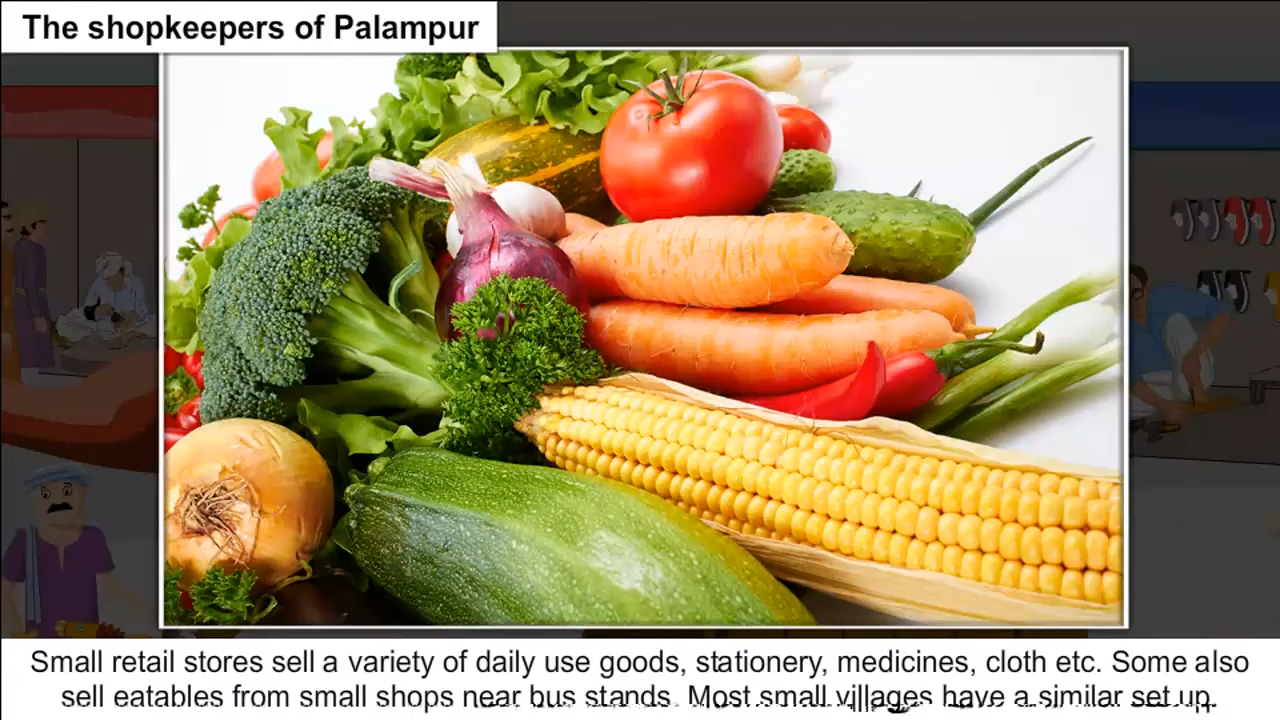 The shopkeepers of Palampur
Small retail stores sell a variety of daily use goods, stationery, medicines, cloth etc. Some also
sell eatables from small shops near bus stands. Most small villages have a similar set up.